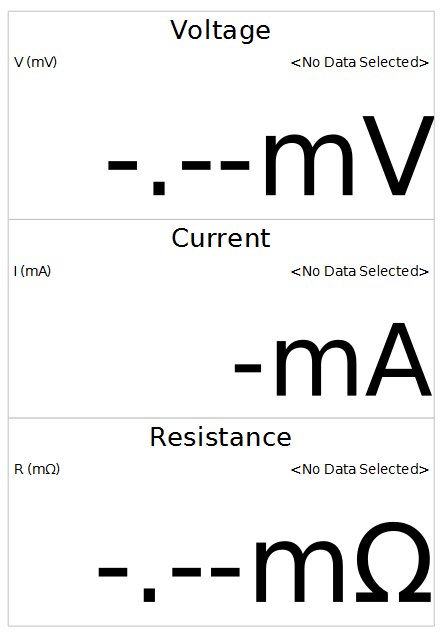 Voltage
V (mV) <No Data Selected>
-.--mV
Current
I (mA) <No Data Selected>
-mA
Resistance
R (mΩ) <No Data Selected>
-.--mΩ